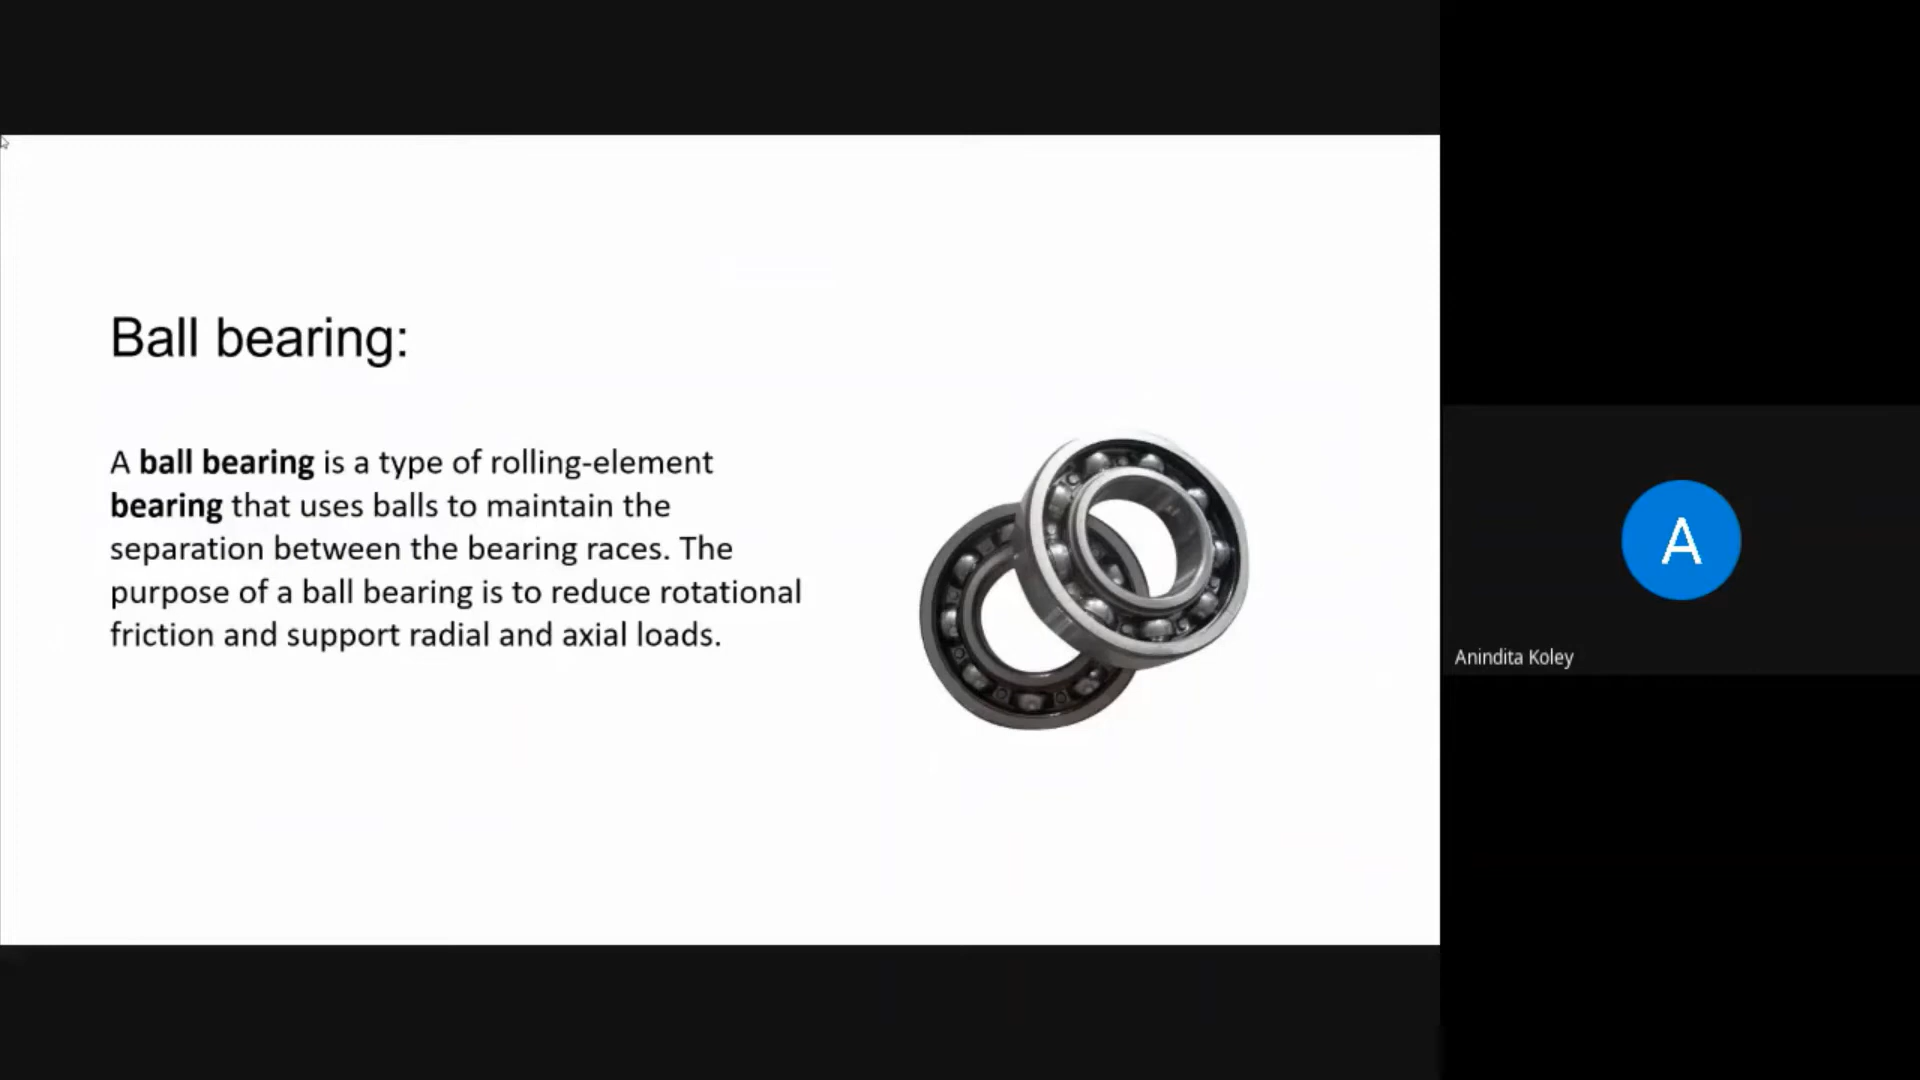 Ball bearing:
A ball bearing is a type of rolling-element
bearing that uses balls to maintain the
separation between the bearing races. The
purpose of a ball bearing is to reduce rotational
friction and support radial and axial loads.
A
Anindita Koley